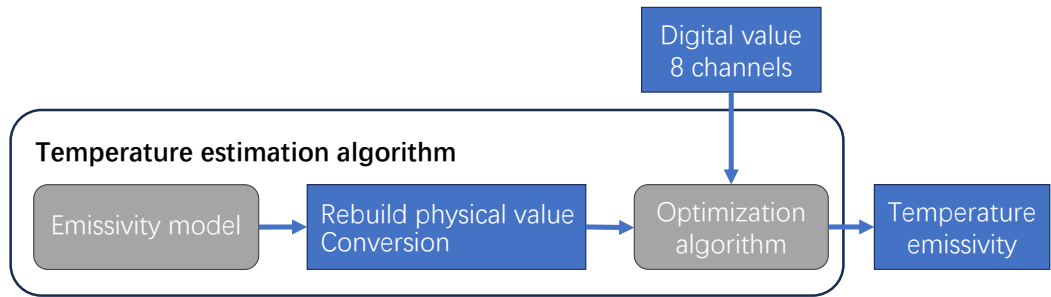 Digital value
8 channels
Temperature estimation algorithm
Emissivity model
Rebuild physical value
Conversion
Optimization
algorithm
Temperature
emissivity